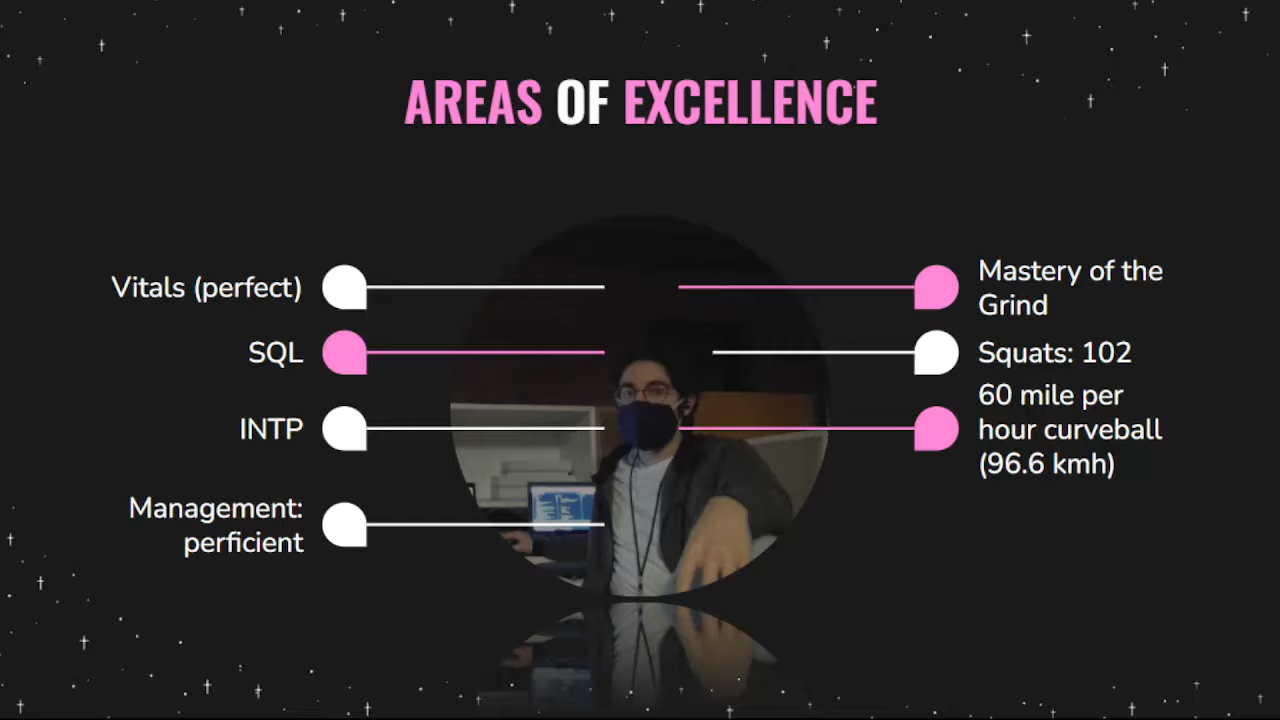 AREAS OF EXCELLENCE
Vitals (perfect)
SQL
INTP
Management:
perficient
Mastery of the
Grind
Squats: 102
60 mile per
hour curveball
(96.6 kmh)